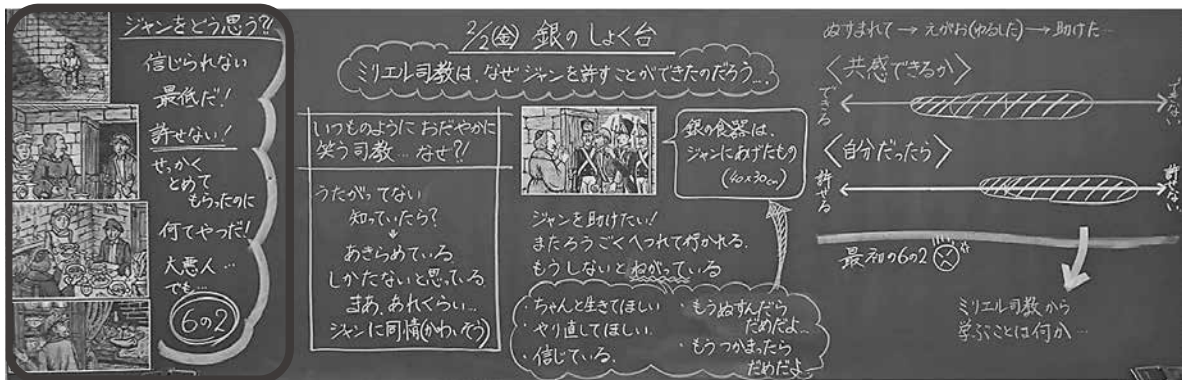 ジャンをどう思う?!
信じられない
最低だ!
許せない!
せっかく
とめて
もらったのに
何てやつだ!
大悪人…
でも…
6の2
2/2(金) 銀のしょく台
ミリエル司教は、なぜジャンを許すことができたのだろう…。
いつものように おだやかに
笑う司教…なぜ?!
うたがってない
知っていたら?
↓
あきらめている
しかたないと思っている
まあ、あれくらい…
ジャンに同情(かわいそう)
銀の食器は、
ジャンにあげたもの
(40×30cm)
ジャンを助けたい!
またろうごくへつれて行かれる。
もうしないとねがっている
・ちゃんと生きてほしい
・やり直してほしい
・信じている。
・もうぬすんだら
だめだよ…
・もうつかまったら
だめだよ…
ぬすまれて→えがお(ゆるした)→助けた…
〈共感できるか〉
できる
できない
〈自分だったら〉
許せる
許せない
最初の6の2
ミリエル司教から
学ぶことは何か…